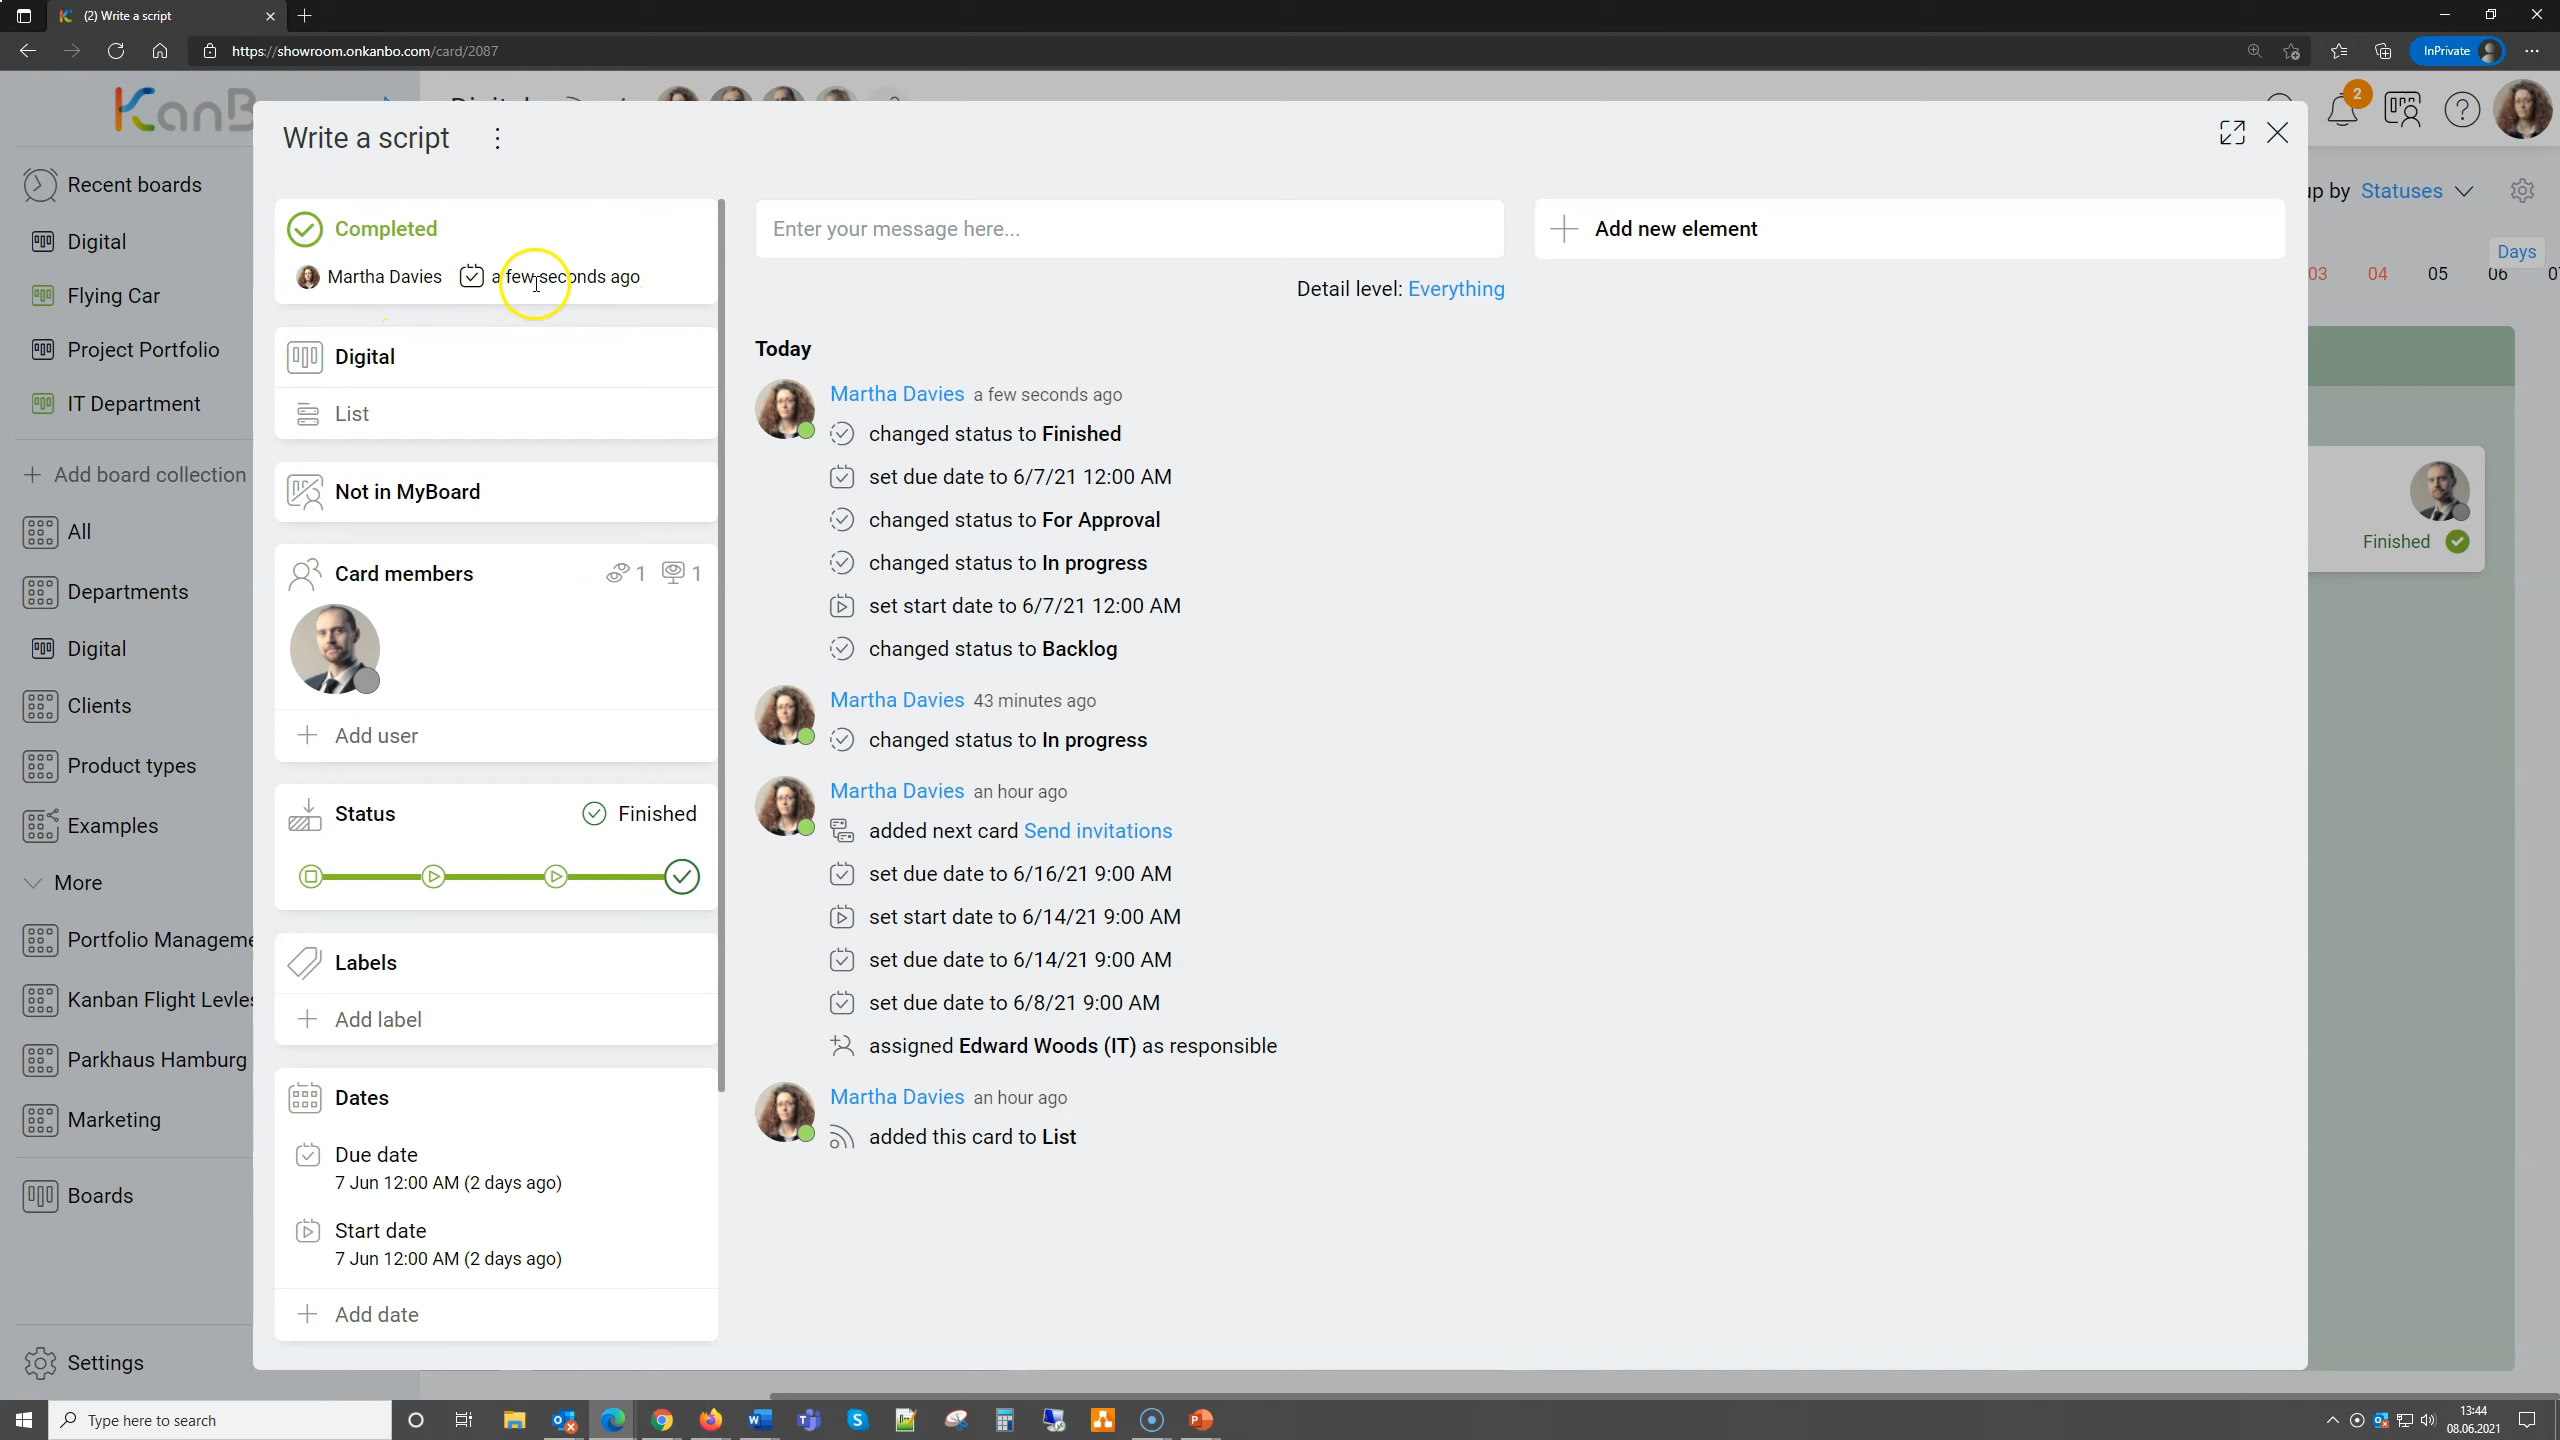 (2) Write a script
https://showroom.onkanbo.com/card/2087
InPrivate
KanB
2
Write a script
Recent boards
Digital
Flying Car
Project Portfolio
IT Department
Add board collection
All
Departments
Digital
Clients
Product types
Examples
More
Portfolio Manageme
Kanban Flight Levles
Parkhaus Hamburg
Marketing
Boards
Settings
Completed
Martha Davies a few seconds ago
Digital
List
Not in MyBoard
Card members 1 1
Add user
Status Finished
Labels
Add label
Dates
Due date
7 Jun 12:00 AM (2 days ago)
Start date
7 Jun 12:00 AM (2 days ago)
Add date
Enter your message here...
Detail level: Everything
Today
Martha Davies a few seconds ago
changed status to Finished
set due date to 6/7/21 12:00 AM
changed status to For Approval
changed status to In progress
set start date to 6/7/21 12:00 AM
changed status to Backlog
Martha Davies 43 minutes ago
changed status to In progress
Martha Davies an hour ago
added next card Send invitations
set due date to 6/16/21 9:00 AM
set start date to 6/14/21 9:00 AM
set due date to 6/14/21 9:00 AM
set due date to 6/8/21 9:00 AM
assigned Edward Woods (IT) as responsible
Martha Davies an hour ago
added this card to List
Add new element
up by Statuses
Days
03 04 05 06
Finished
Type here to search
13:44
08.06.2021